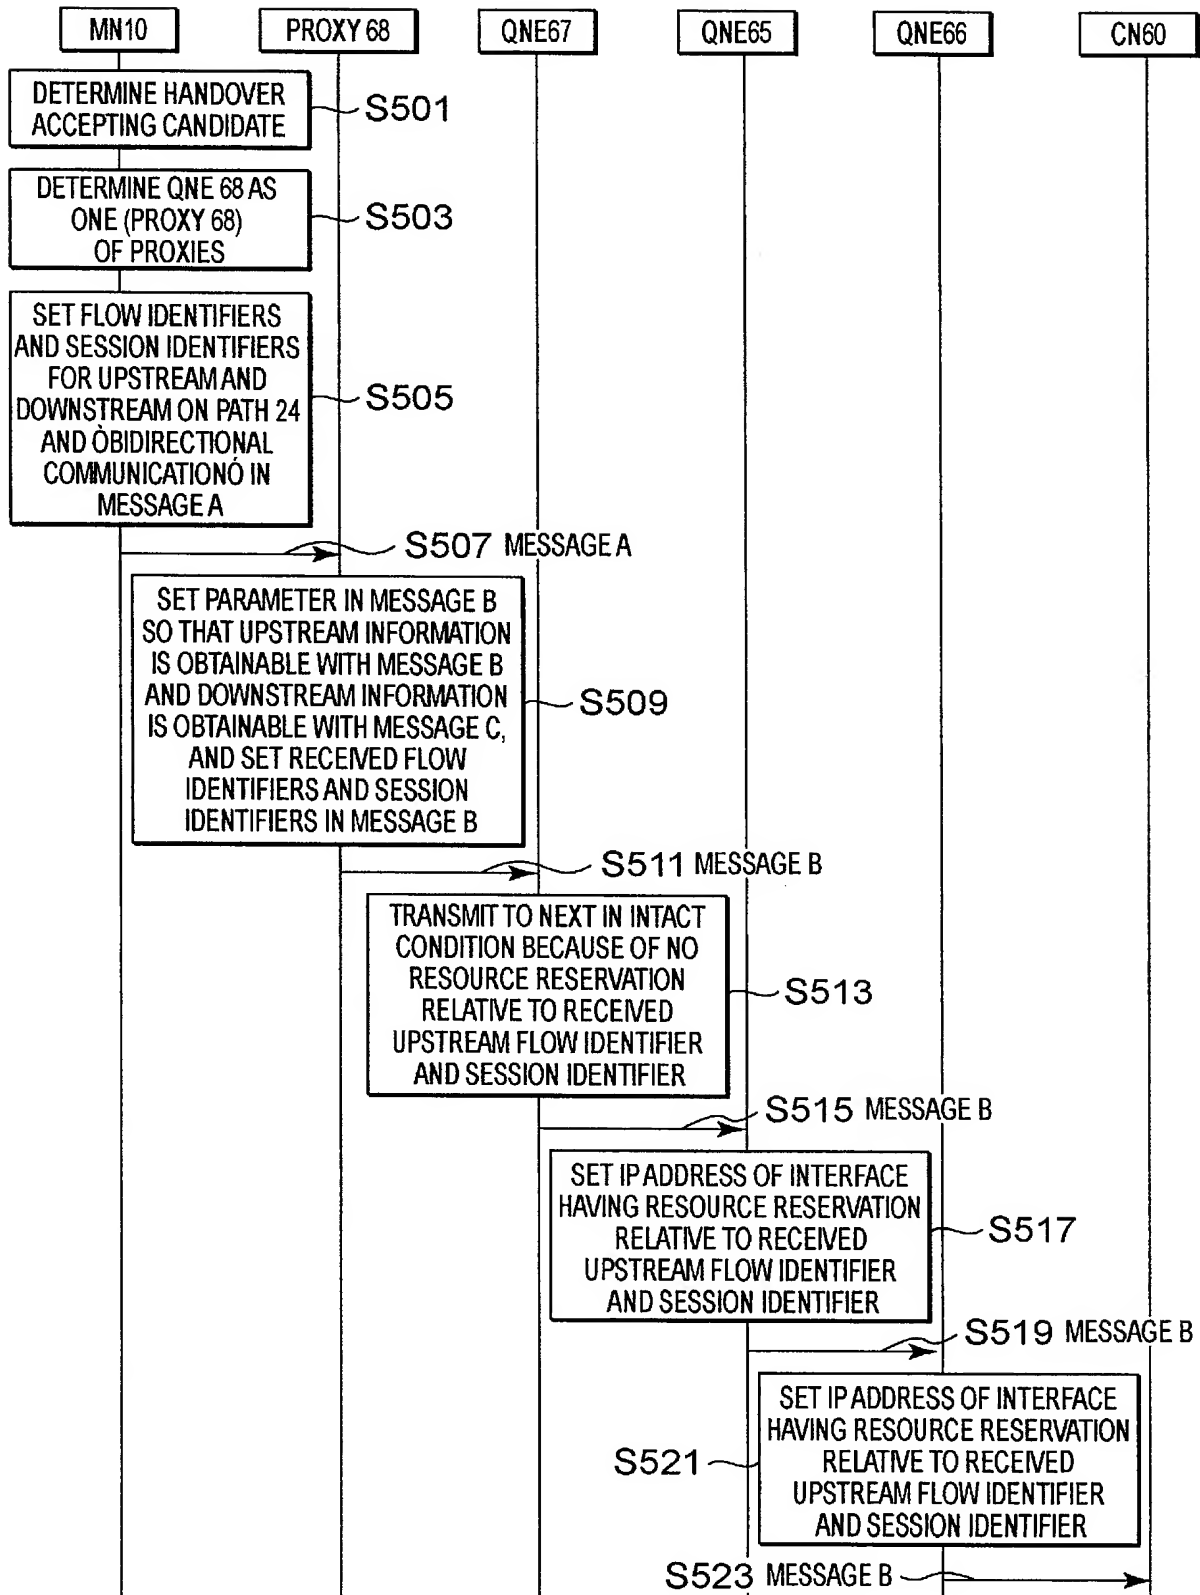 MN10
PROXY 68
QNE67
QNE65
QNE66
CN60
DETERMINE HANDOVER
ACCEPTING CANDIDATE
S501
DETERMINE QNE 68 AS
ONE (PROXY 68)
OF PROXIES
S503
SET FLOW IDENTIFIERS
AND SESSION IDENTIFIERS
FOR UPSTREAM AND
DOWNSTREAM ON PATH 24
AND ÒBIDIRECTIONAL
COMMUNICATIONÓ IN
MESSAGE A
S505
S507 MESSAGE A
SET PARAMETER IN MESSAGE B
SO THAT UPSTREAM INFORMATION
IS OBTAINABLE WITH MESSAGE B
AND DOWNSTREAM INFORMATION
IS OBTAINABLE WITH MESSAGE C,
AND SET RECEIVED FLOW
IDENTIFIERS AND SESSION
IDENTIFIERS IN MESSAGE B
S509
S511 MESSAGE B
TRANSMIT TO NEXT IN INTACT
CONDITION BECAUSE OF NO
RESOURCE RESERVATION
RELATIVE TO RECEIVED
UPSTREAM FLOW IDENTIFIER
AND SESSION IDENTIFIER
S513
S515 MESSAGE B
SET IP ADDRESS OF INTERFACE
HAVING RESOURCE RESERVATION
RELATIVE TO RECEIVED
UPSTREAM FLOW IDENTIFIER
AND SESSION IDENTIFIER
S517
S519 MESSAGE B
SET IP ADDRESS OF INTERFACE
HAVING RESOURCE RESERVATION
RELATIVE TO RECEIVED
UPSTREAM FLOW IDENTIFIER
AND SESSION IDENTIFIER
S521
S523 MESSAGE B